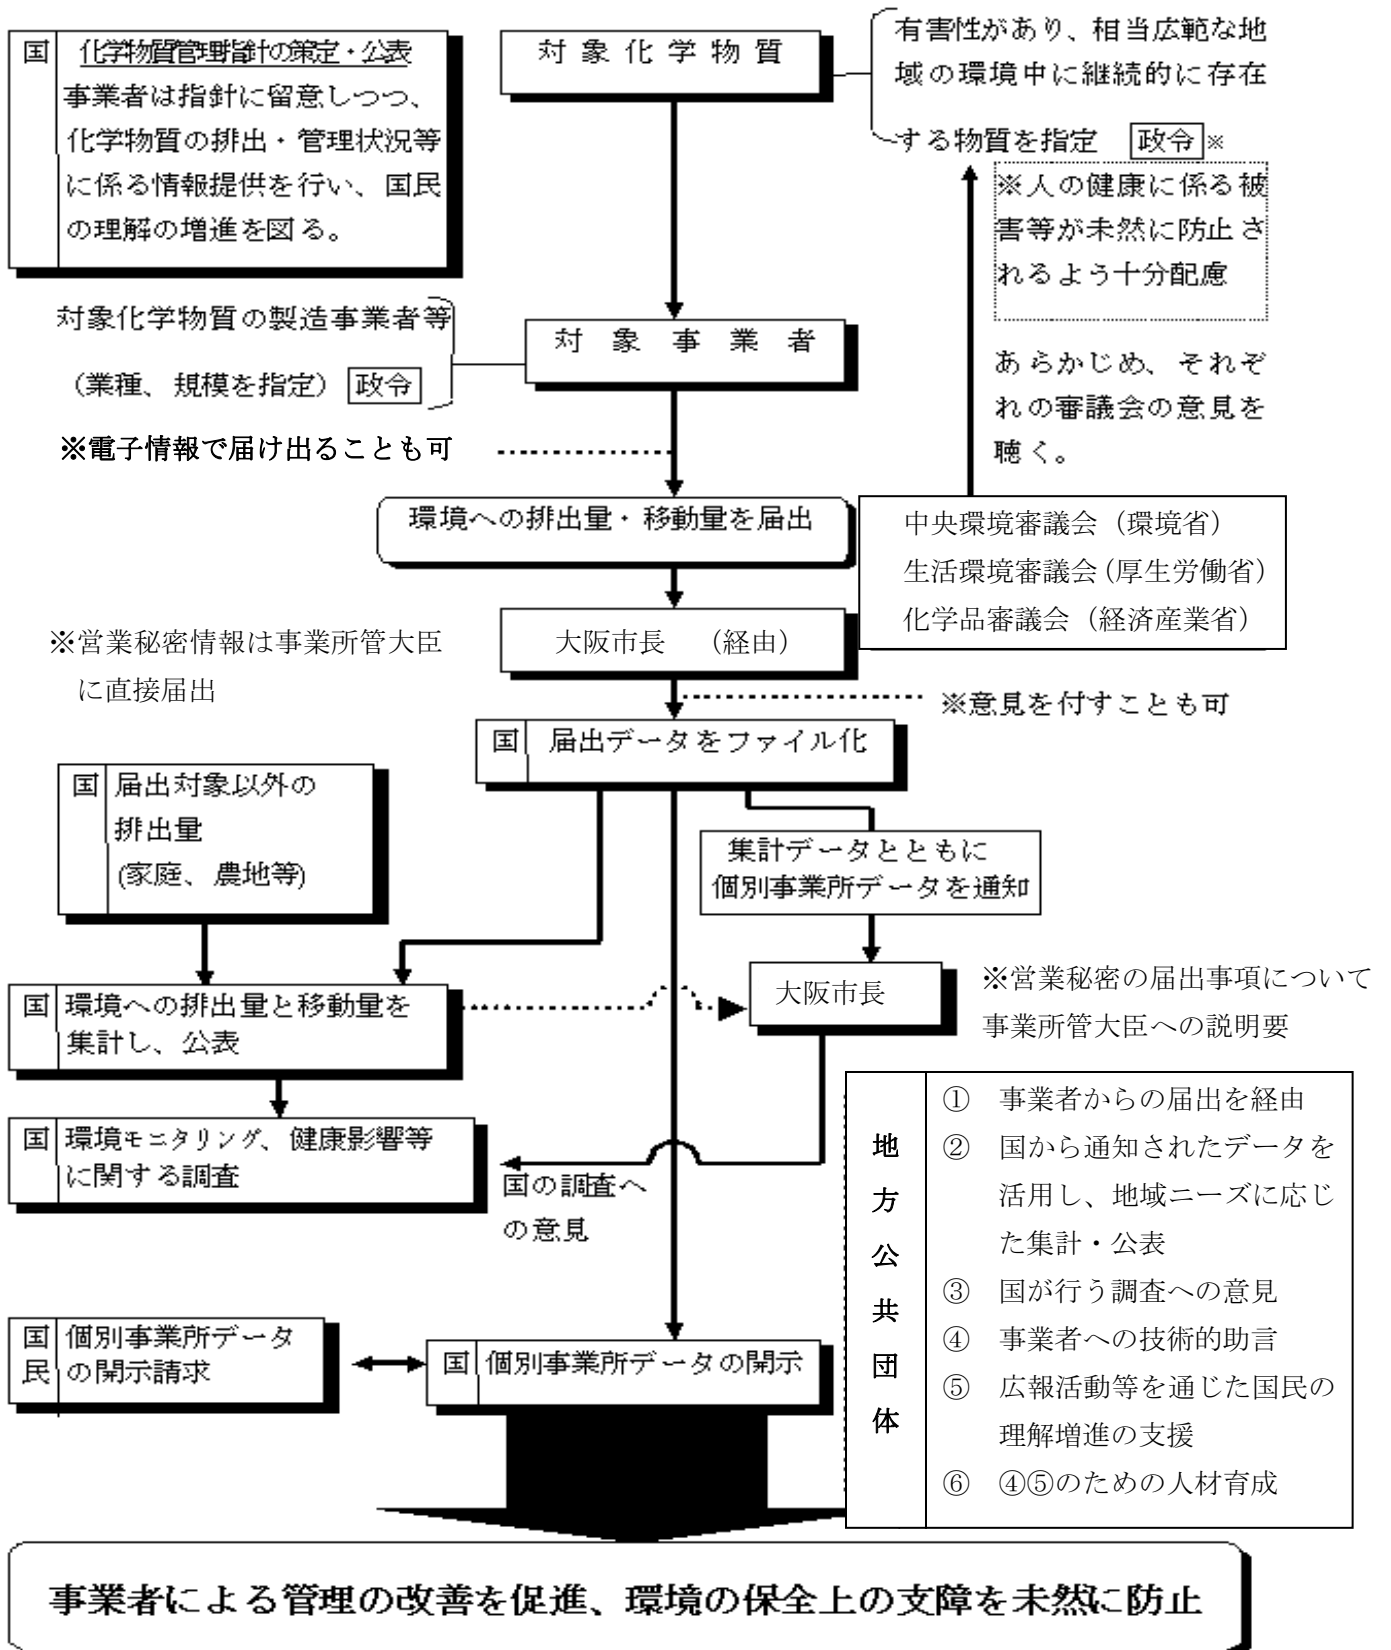 国
化学物質管理指針の策定・公表
事業者は指針に留意しつつ、
化学物質の排出・管理状況等
に係る情報提供を行い、国民
の理解の増進を図る。
対象化学物質
有害性があり、相当広範な地
域の環境中に継続的に存在
する物質を指定 政令※
※人の健康に係る被
害等が未然に防止さ
れるよう十分配慮
対象化学物質の製造事業者等
（業種、規模を指定） 政令
対象事業者
あらかじめ、それぞ
れの審議会の意見を
聴く。
※電子情報で届け出ることも可
環境への排出量・移動量を届出
中央環境審議会（環境省）
生活環境審議会（厚生労働省）
化学品審議会（経済産業省）
大阪市長 （経由）
※営業秘密情報は事業所管大臣
に直接届出
※意見を付すことも可
国 届出データをファイル化
国 届出対象以外の
排出量
(家庭、農地等)
集計データとともに
個別事業所データを通知
大阪市長
※営業秘密の届出事項について
事業所管大臣への説明要
国 環境への排出量と移動量を
集計し、公表
国 環境モニタリング、健康影響等
に関する調査
国の調査へ
の意見
地方公共団体
① 事業者からの届出を経由
② 国から通知されたデータを
活用し、地域ニーズに応じ
た集計・公表
③ 国が行う調査への意見
④ 事業者への技術的助言
⑤ 広報活動等を通じた国民の
理解増進の支援
⑥ ④⑤のための人材育成
国民 個別事業所データ
の開示請求
国 個別事業所データの開示
事業者による管理の改善を促進、環境の保全上の支障を未然に防止